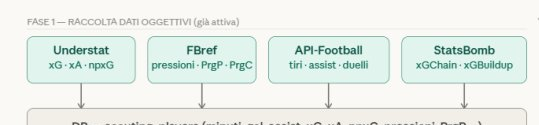 FASE 1 — RACCOLTA DATI OGGETTIVI (già attiva)
Understat
xG · xA · npxG
FBref
pressioni · PrgP · PrgC
API-Football
tiri · assist · duelli
StatsBomb
xGChain · xGBuildup